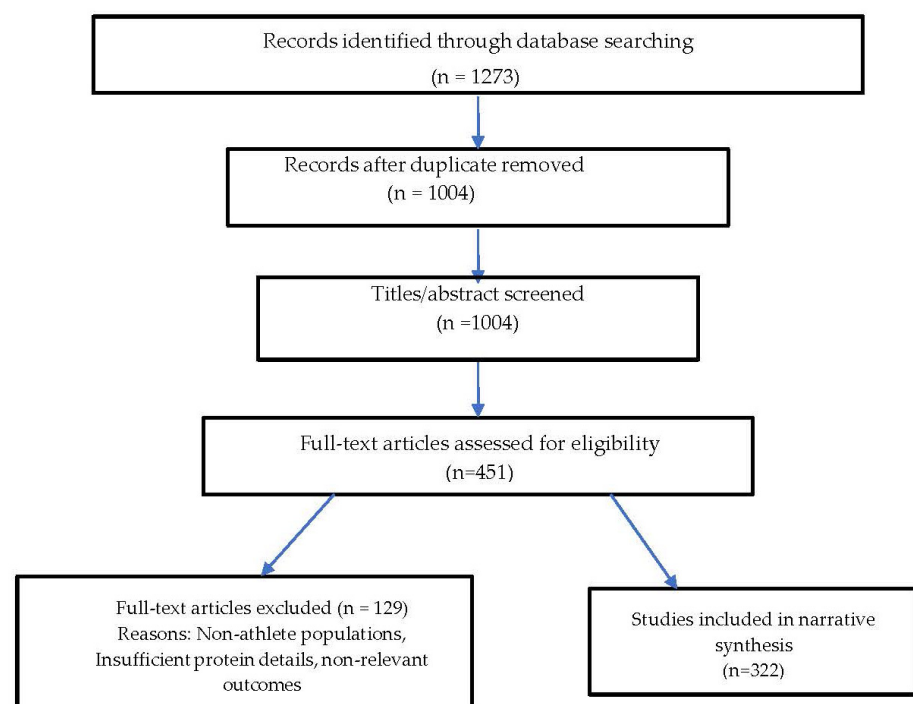 Records identified through database searching
(n = 1273)
Records after duplicate removed
(n = 1004)
Titles/abstract screened
(n =1004)
Full-text articles assessed for eligibility
(n=451)
Full-text articles excluded (n = 129)
Reasons: Non-athlete populations,
Insufficient protein details, non-relevant
outcomes
Studies included in narrative
synthesis
(n=322)